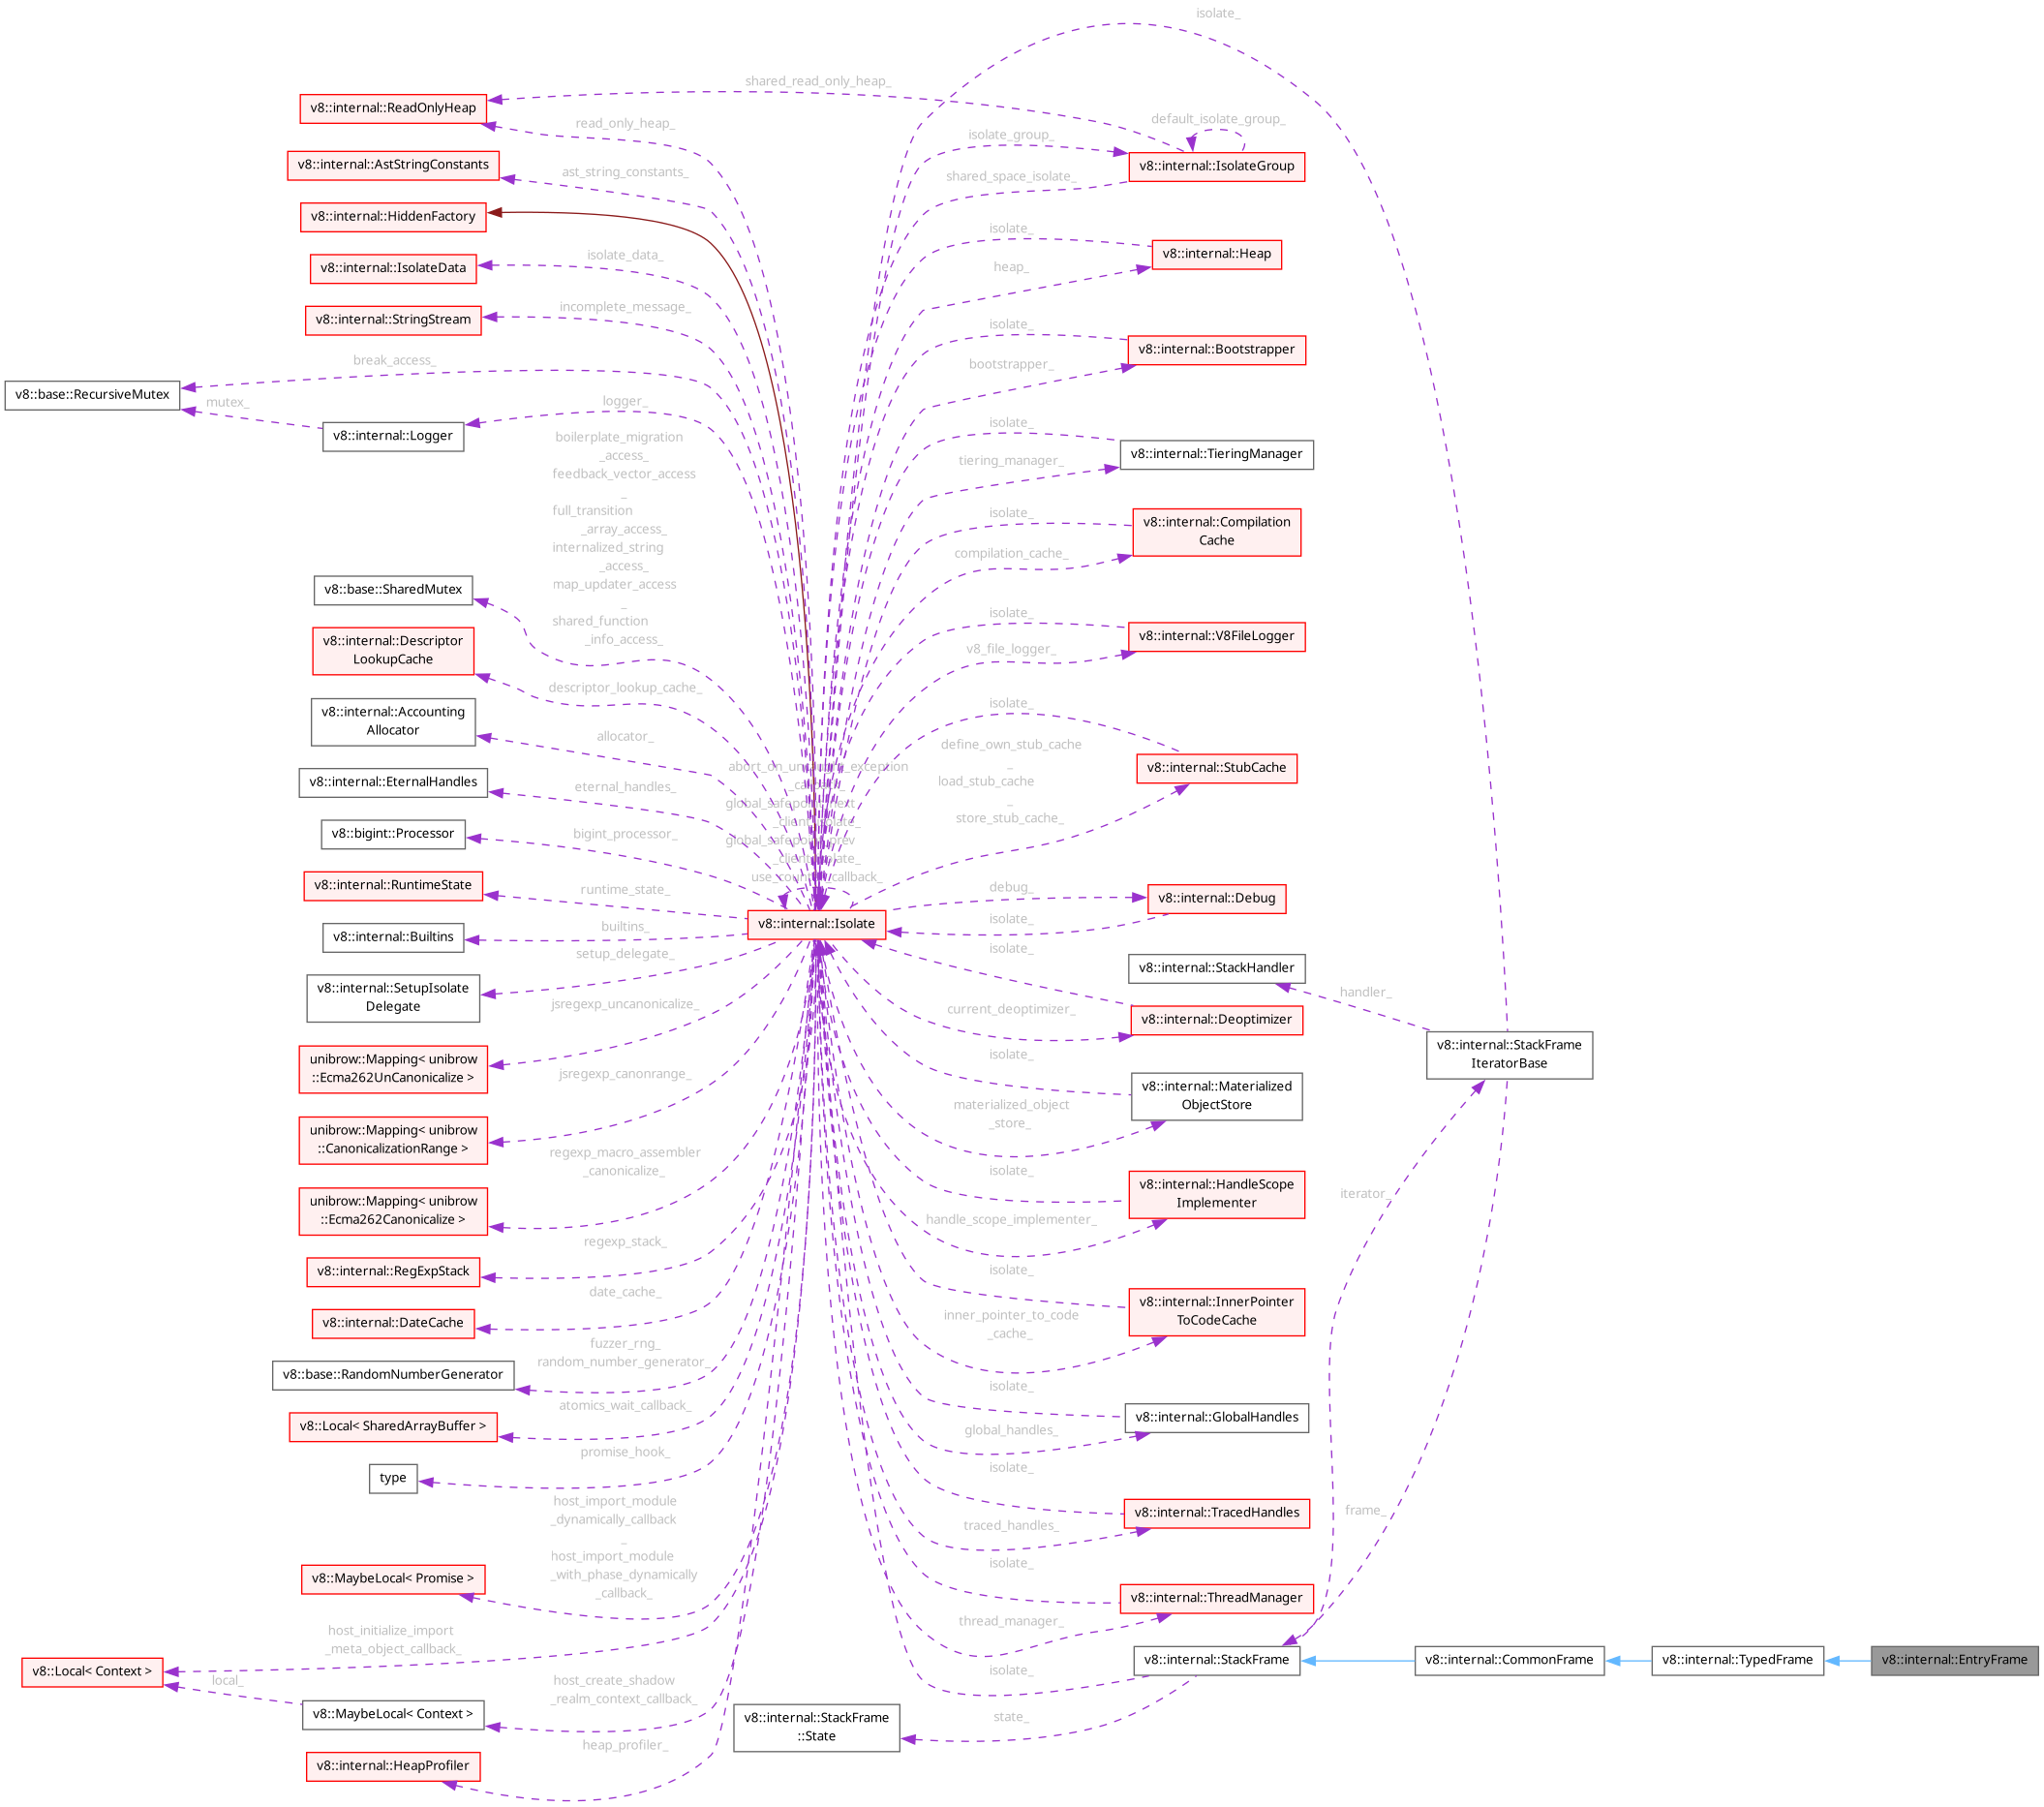 isolate_
shared_read_only_heap_
v8::internal::ReadOnlyHeap
read_only_heap_
isolate_group_
default_isolate_group_
v8::internal::AstStringConstants
ast_string_constants_
shared_space_isolate_
v8::internal::IsolateGroup
v8::internal::HiddenFactory
isolate_
v8::internal::IsolateData
isolate_data_
heap_
v8::internal::Heap
v8::internal::StringStream
incomplete_message_
isolate_
v8::internal::Bootstrapper
bootstrapper_
break_access_
v8::base::RecursiveMutex
mutex_
v8::internal::Logger
logger_
isolate_
tiering_manager_
v8::internal::TieringManager
boilerplate_migration
_access_
feedback_vector_access
_
full_transition
_array_access_
internalized_string
_access_
map_updater_access
_
shared_function
_info_access_
isolate_
compilation_cache_
v8::internal::Compilation
Cache
v8::base::SharedMutex
isolate_
v8_file_logger_
v8::internal::V8FileLogger
v8::internal::Descriptor
LookupCache
descriptor_lookup_cache_
v8::internal::Accounting
Allocator
allocator_
isolate_
define_own_stub_cache
_
load_stub_cache
_
store_stub_cache_
v8::internal::StubCache
v8::internal::EternalHandles
eternal_handles_
abort_on_uncaught_exception
_callback_
global_safepoint_next
_client_isolate_
global_safepoint_prev
_client_isolate_
use_counter_callback_
v8::bigint::Processor
bigint_processor_
v8::internal::RuntimeState
runtime_state_
debug_
v8::internal::Debug
isolate_
v8::internal::Isolate
v8::internal::Builtins
builtins_
isolate_
v8::internal::StackHandler
handler_
v8::internal::SetupIsolate
Delegate
setup_delegate_
jsregexp_uncanonicalize_
current_deoptimizer_
v8::internal::Deoptimizer
v8::internal::StackFrame
IteratorBase
unibrow::Mapping< unibrow
::Ecma262UnCanonicalize >
isolate_
v8::internal::Materialized
ObjectStore
jsregexp_canonrange_
materialized_object
_store_
unibrow::Mapping< unibrow
::CanonicalizationRange >
regexp_macro_assembler
_canonicalize_
isolate_
v8::internal::HandleScope
Implementer
iterator_
unibrow::Mapping< unibrow
::Ecma262Canonicalize >
handle_scope_implementer_
regexp_stack_
v8::internal::RegExpStack
isolate_
v8::internal::InnerPointer
ToCodeCache
date_cache_
v8::internal::DateCache
inner_pointer_to_code
_cache_
fuzzer_rng_
random_number_generator_
v8::base::RandomNumberGenerator
isolate_
v8::internal::GlobalHandles
atomics_wait_callback_
v8::Local< SharedArrayBuffer >
global_handles_
promise_hook_
type
isolate_
v8::internal::TracedHandles
traced_handles_
frame_
host_import_module
_dynamically_callback
_
host_import_module
_with_phase_dynamically
_callback_
v8::MaybeLocal< Promise >
isolate_
v8::internal::ThreadManager
thread_manager_
host_initialize_import
_meta_object_callback_
v8::Local< Context >
local_
v8::MaybeLocal< Context >
host_create_shadow
_realm_context_callback_
isolate_
v8::internal::StackFrame
v8::internal::CommonFrame
v8::internal::TypedFrame
v8::internal::EntryFrame
state_
v8::internal::StackFrame
::State
heap_profiler_
v8::internal::HeapProfiler